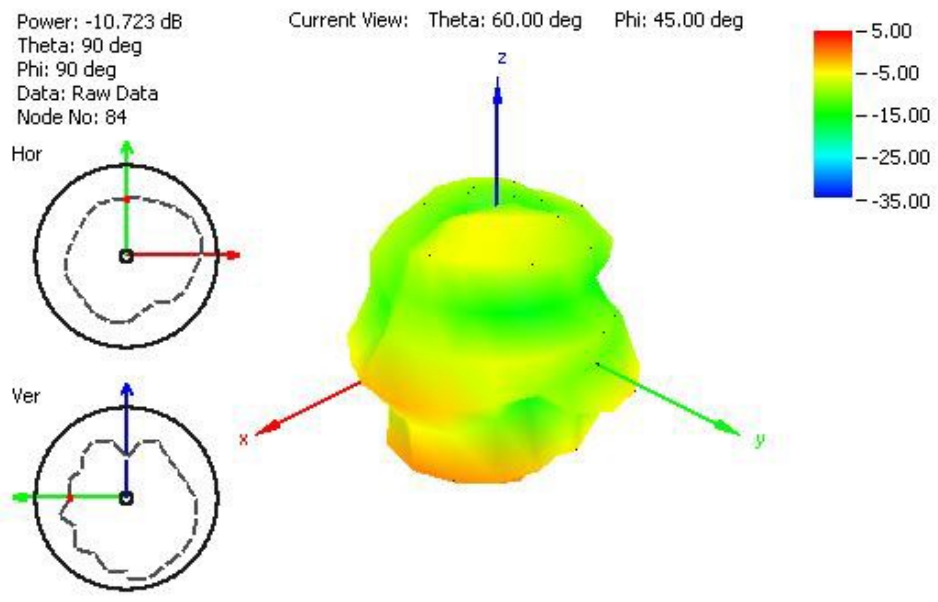 Power: -10.723 dB
Theta: 90 deg
Phi: 90 deg
Data: Raw Data
Node No: 84
Current View: Theta: 60.00 deg Phi: 45.00 deg
Hor
Ver
z
x
y
5.00
-5.00
-15.00
-25.00
-35.00